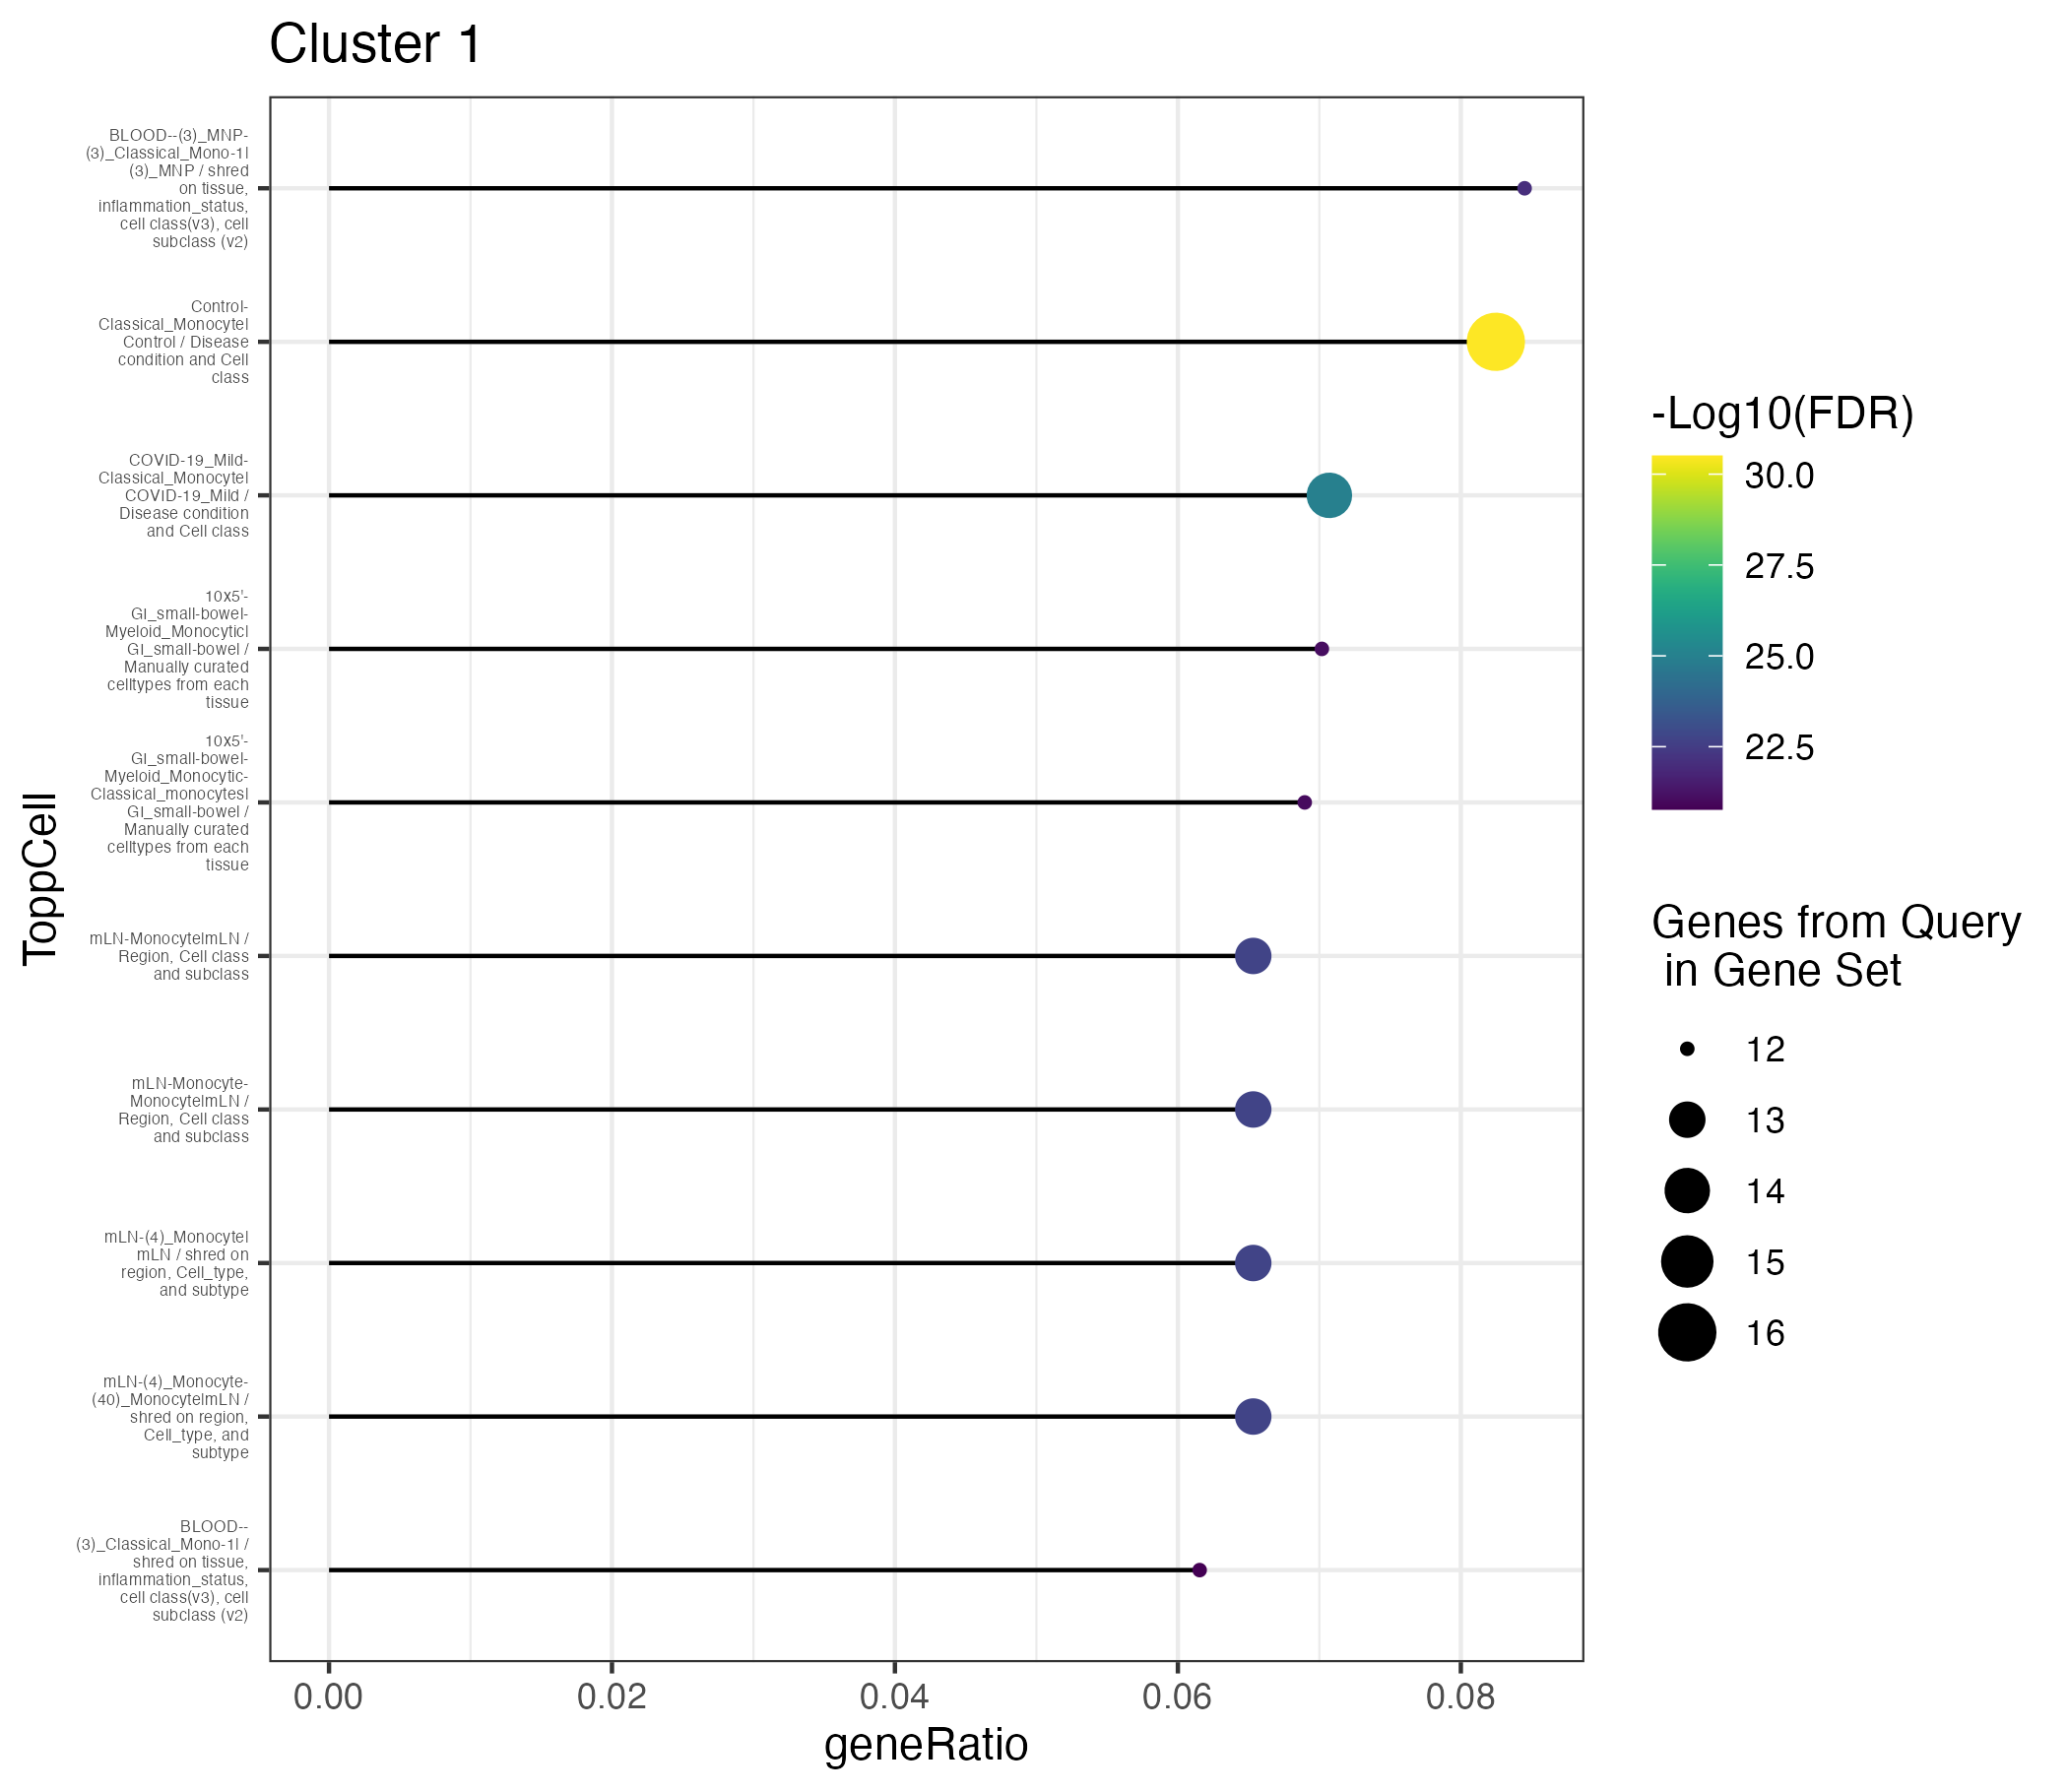 Cluster 1
BLOOD--(3)_MNP-
(3)_Classical_Mono-1|
(3)_MNP / shred
on tissue,
inflammation_status,
cell class(v3), cell
subclass (v2)
Control-
Classical_Monocyte|
Control / Disease
condition and Cell
class
COVID-19_Mild-
Classical_Monocyte|
COVID-19_Mild /
Disease condition
and Cell class
10x5'-
GI_small-bowel-
Myeloid_Monocytic|
GI_small-bowel /
Manually curated
celltypes from each
tissue
10x5'-
GI_small-bowel-
Myeloid_Monocytic-
Classical_monocytes|
GI_small-bowel /
Manually curated
celltypes from each
tissue
mLN-Monocyte|mLN /
Region, Cell class
and subclass
mLN-Monocyte-
Monocyte|mLN /
Region, Cell class
and subclass
mLN-(4)_Monocyte|
mLN / shred on
region, Cell_type,
and subtype
mLN-(4)_Monocyte-
(40)_Monocyte|mLN /
shred on region,
Cell_type, and
subtype
BLOOD--
(3)_Classical_Mono-1| /
shred on tissue,
inflammation_status,
cell class(v3), cell
subclass (v2)
ToppCell
0.00 0.02 0.04 0.06 0.08
geneRatio
-Log10(FDR)
30.0
27.5
25.0
22.5
Genes from Query
in Gene Set
12
13
14
15
16